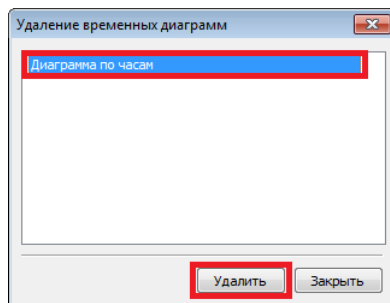 Удаление временных диаграмм
Диаграмма по часам
Удалить Закрыть